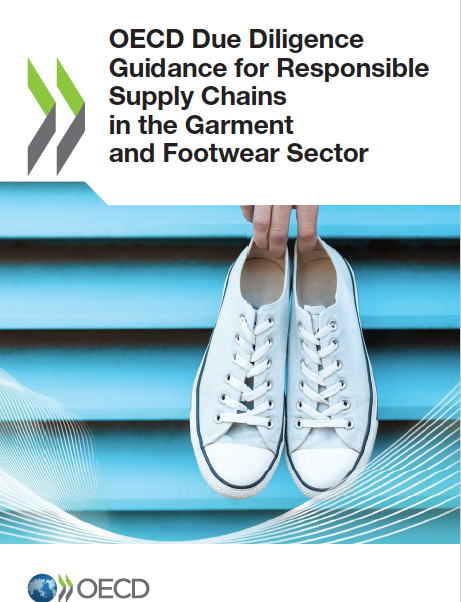 OECD Due Diligence
Guidance for Responsible
Supply Chains
in the Garment
and Footwear Sector
OECD